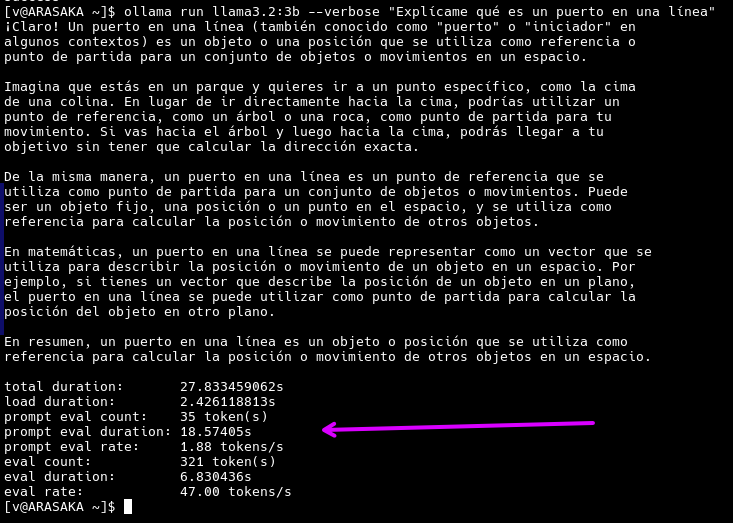 [v@ARASAKA ~]$ ollama run llama3.2:3b --verbose "Explícame qué es un puerto en una línea"
¡Claro! Un puerto en una línea (también conocido como "puerto" o "iniciador" en
algunos contextos) es un objeto o una posición que se utiliza como referencia o
punto de partida para un conjunto de objetos o movimientos en un espacio.
Imagina que estás en un parque y quieres ir a un punto específico, como la cima
de una colina. En lugar de ir directamente hacia la cima, podrías utilizar un
punto de referencia, como un árbol o una roca, como punto de partida para tu
movimiento. Si vas hacia el árbol y luego hacia la cima, podrás llegar a tu
objetivo sin tener que calcular la dirección exacta.
De la misma manera, un puerto en una línea es un punto de referencia que se
utiliza como punto de partida para un conjunto de objetos o movimientos. Puede
ser un objeto fijo, una posición o un punto en el espacio, y se utiliza como
referencia para calcular la posición o movimiento de otros objetos.
En matemáticas, un puerto en una línea se puede representar como un vector que se
utiliza para describir la posición o movimiento de un objeto en un espacio. Por
ejemplo, si tienes un vector que describe la posición de un objeto en un plano,
el puerto en una línea se puede utilizar como punto de partida para calcular la
posición del objeto en otro plano.
En resumen, un puerto en una línea es un objeto o posición que se utiliza como
referencia para calcular la posición o movimiento de otros objetos en un espacio.
total duration: 27.833459062s
load duration: 2.426118813s
prompt eval count: 35 token(s)
prompt eval duration: 18.57405s
prompt eval rate: 1.88 tokens/s
eval count: 321 token(s)
eval duration: 6.830436s
eval rate: 47.00 tokens/s
[v@ARASAKA ~]$